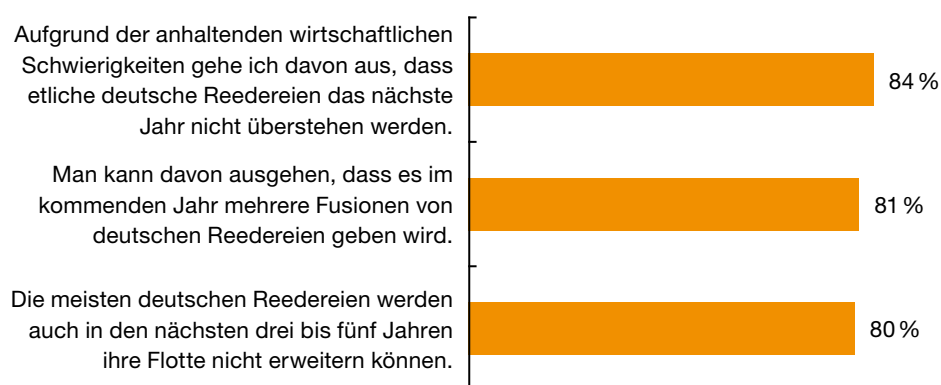 Aufgrund der anhaltenden wirtschaftlichen
Schwierigkeiten gehe ich davon aus, dass
etliche deutsche Reedereien das nächste
Jahr nicht überstehen werden.
84 %
Man kann davon ausgehen, dass es im
kommenden Jahr mehrere Fusionen von
deutschen Reedereien geben wird.
81 %
Die meisten deutschen Reedereien werden
auch in den nächsten drei bis fünf Jahren
ihre Flotte nicht erweitern können.
80 %